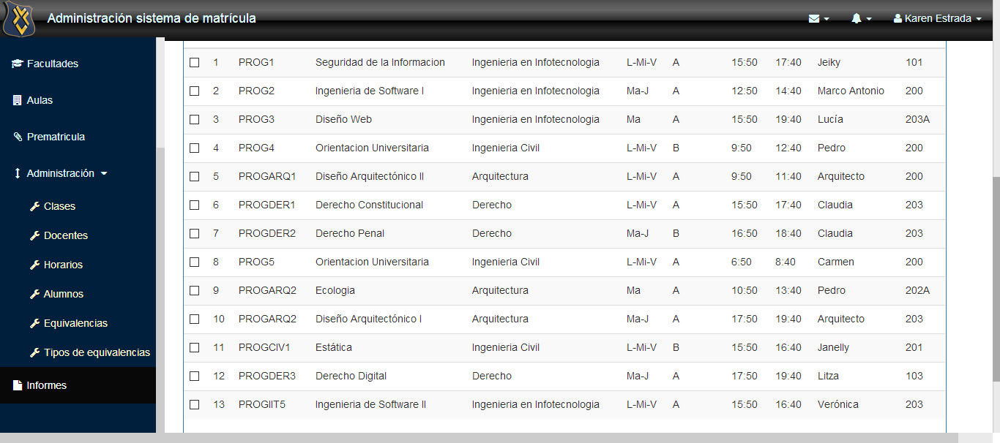 Administración sistema de matrícula
Karen Estrada
Facultades
Aulas
Prematricula
Administración
Clases
Docentes
Horarios
Alumnos
Equivalencias
Tipos de equivalencias
Informes
1 PROG1 Seguridad de la Informacion Ingenieria en Infotecnologia L-Mi-V A 15:50 17:40 Jeiky 101
2 PROG2 Ingenieria de Software I Ingenieria en Infotecnologia Ma-J A 12:50 14:40 Marco Antonio 200
3 PROG3 Diseño Web Ingenieria en Infotecnologia Ma A 15:50 19:40 Lucía 203A
4 PROG4 Orientacion Universitaria Ingenieria Civil L-Mi-V B 9:50 12:40 Pedro 200
5 PROGARQ1 Diseño Arquitectónico II Arquitectura L-Mi-V A 9:50 11:40 Arquitecto 200
6 PROGDER1 Derecho Constitucional Derecho L-Mi-V A 15:50 17:40 Claudia 203
7 PROGDER2 Derecho Penal Derecho Ma-J B 16:50 18:40 Claudia 203
8 PROG5 Orientacion Universitaria Ingenieria Civil L-Mi-V A 6:50 8:40 Carmen 200
9 PROGARQ2 Ecologia Arquitectura Ma A 10:50 13:40 Pedro 202A
10 PROGARQ2 Diseño Arquitectónico I Arquitectura Ma-J A 17:50 19:40 Arquitecto 203
11 PROGCIV1 Estática Ingenieria Civil L-Mi-V B 15:50 16:40 Janelly 201
12 PROGDER3 Derecho Digital Derecho Ma-J A 17:50 19:40 Litza 103
13 PROGIIT5 Ingenieria de Software II Ingenieria en Infotecnologia L-Mi-V A 15:50 16:40 Verónica 203